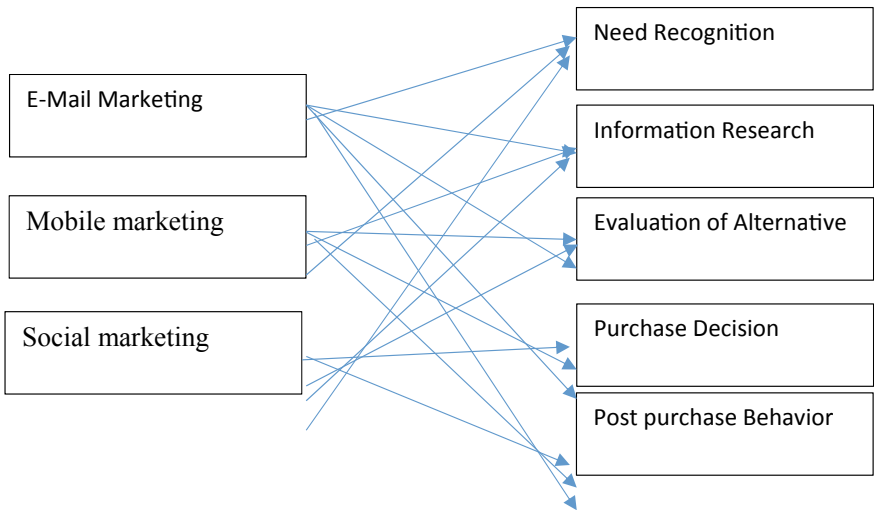 E-Mail Marketing
Mobile marketing
Social marketing
Need Recognition
Information Research
Evaluation of Alternative
Purchase Decision
Post purchase Behavior